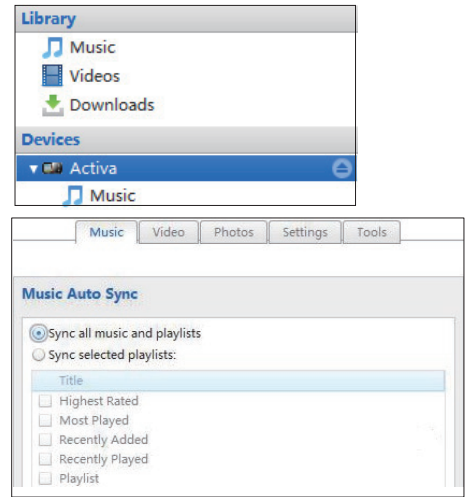 Library
Music
Videos
Downloads
Devices
Activa
Music
Music Video Photos Settings Tools
Music Auto Sync
Sync all music and playlists
Sync selected playlists:
Title
Highest Rated
Most Played
Recently Added
Recently Played
Playlist